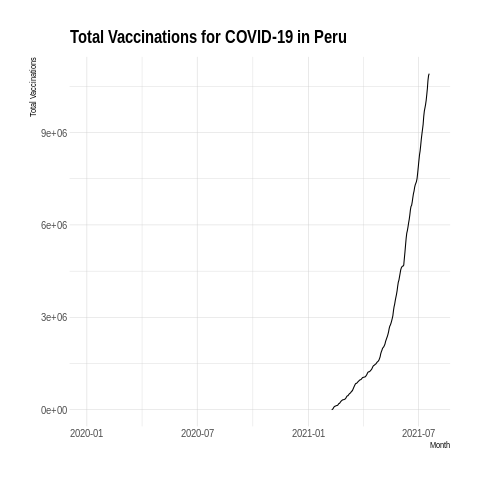 Total Vaccinations for COVID-19 in Peru
Total Vaccinations
9e+06
6e+06
3e+06
0e+00
2020-01 2020-07 2021-01 2021-07
Month